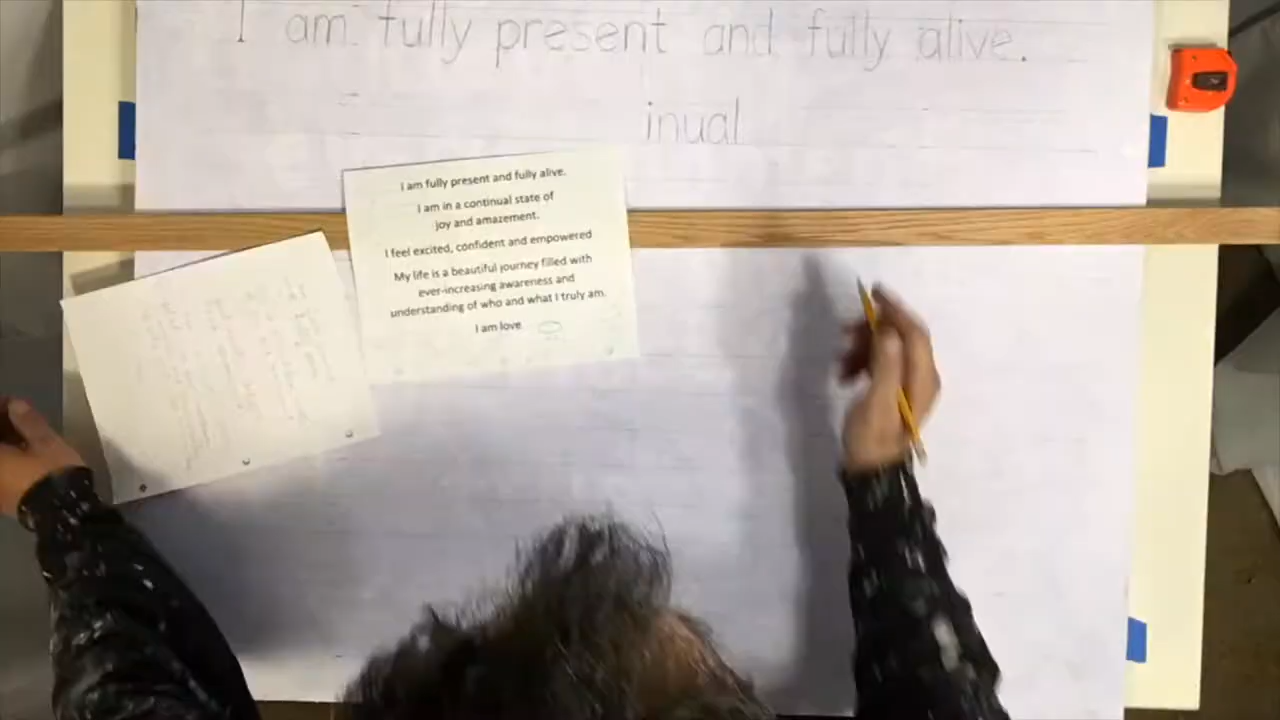 I am fully present and fully alive.
inual
I am fully present and fully alive.
I am in a continual state of
joy and amazement.
I feel excited, confident and empowered
My life is a beautiful journey filled with
ever-increasing awareness and
understanding of who and what I truly am.
I am love